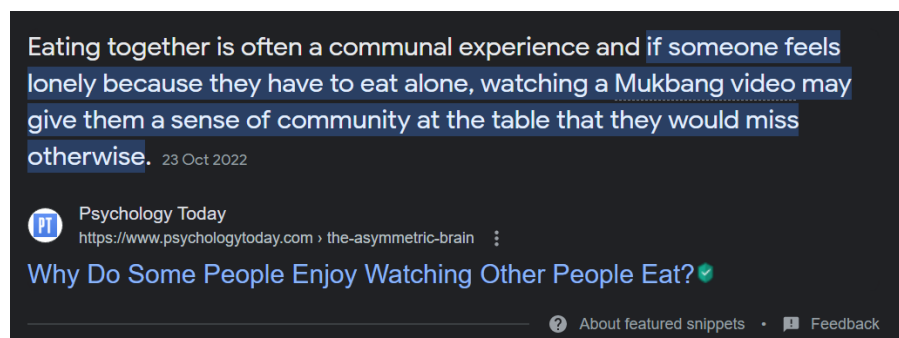 Eating together is often a communal experience and if someone feels
lonely because they have to eat alone, watching a Mukbang video may
give them a sense of community at the table that they would miss
otherwise. 23 Oct 2022
PT
Psychology Today
https://www.psychologytoday.com › the-asymmetric-brain
Why Do Some People Enjoy Watching Other People Eat?
About featured snippets • Feedback